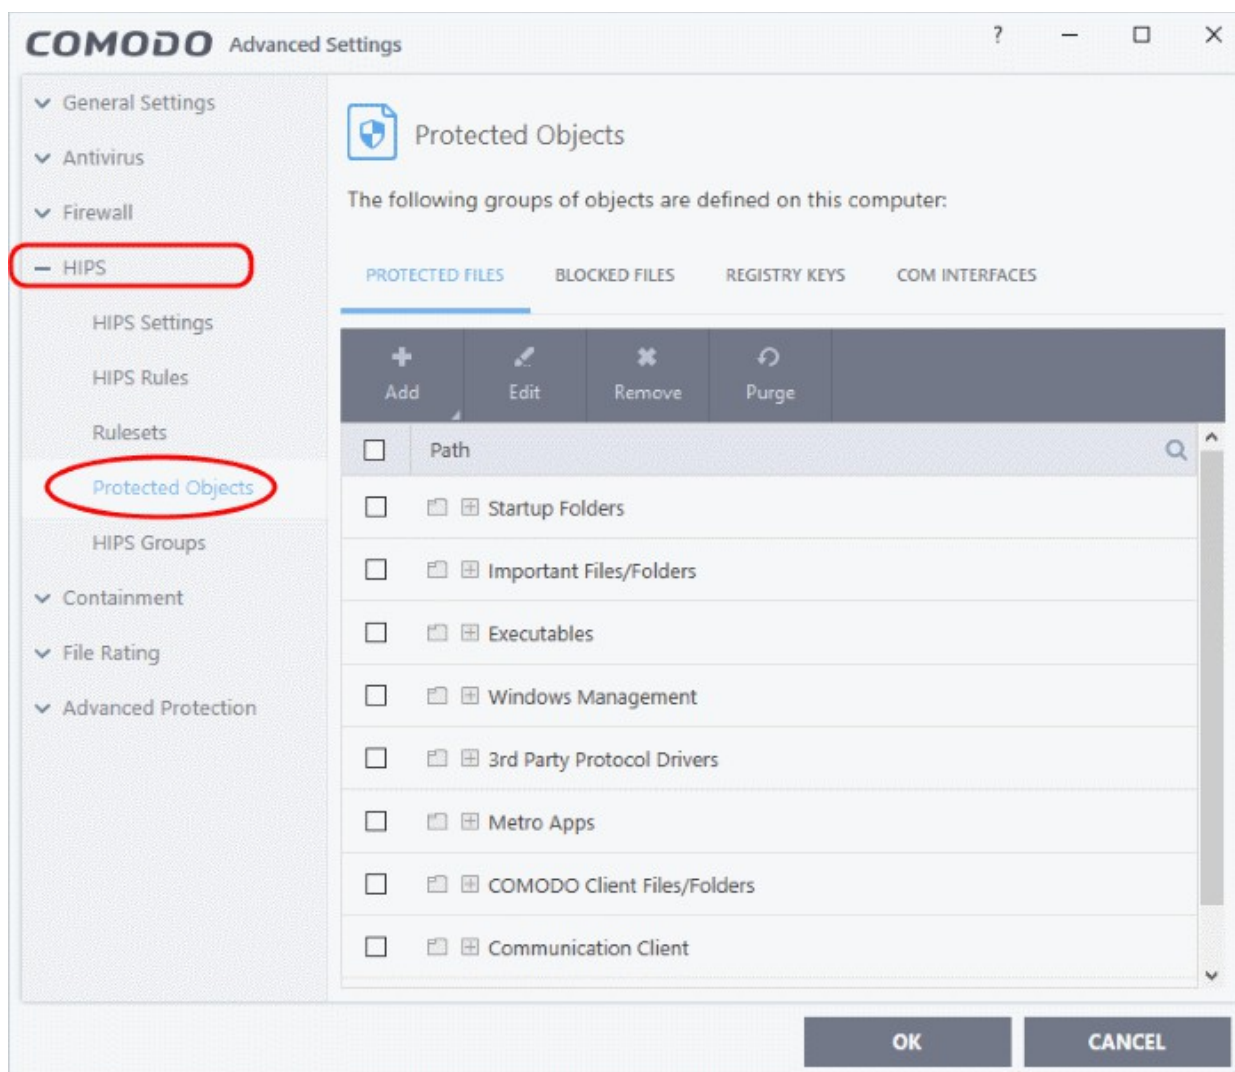 COMODO Advanced Settings ?
General Settings
Antivirus
Firewall
HIPS
HIPS Settings
HIPS Rules
Rulesets
Protected Objects
HIPS Groups
Containment
File Rating
Advanced Protection
Protected Objects
The following groups of objects are defined on this computer:
PROTECTED FILES BLOCKED FILES REGISTRY KEYS COM INTERFACES
Add Edit Remove Purge
Path
Startup Folders
Important Files/Folders
Executables
Windows Management
3rd Party Protocol Drivers
Metro Apps
COMODO Client Files/Folders
Communication Client
OK CANCEL